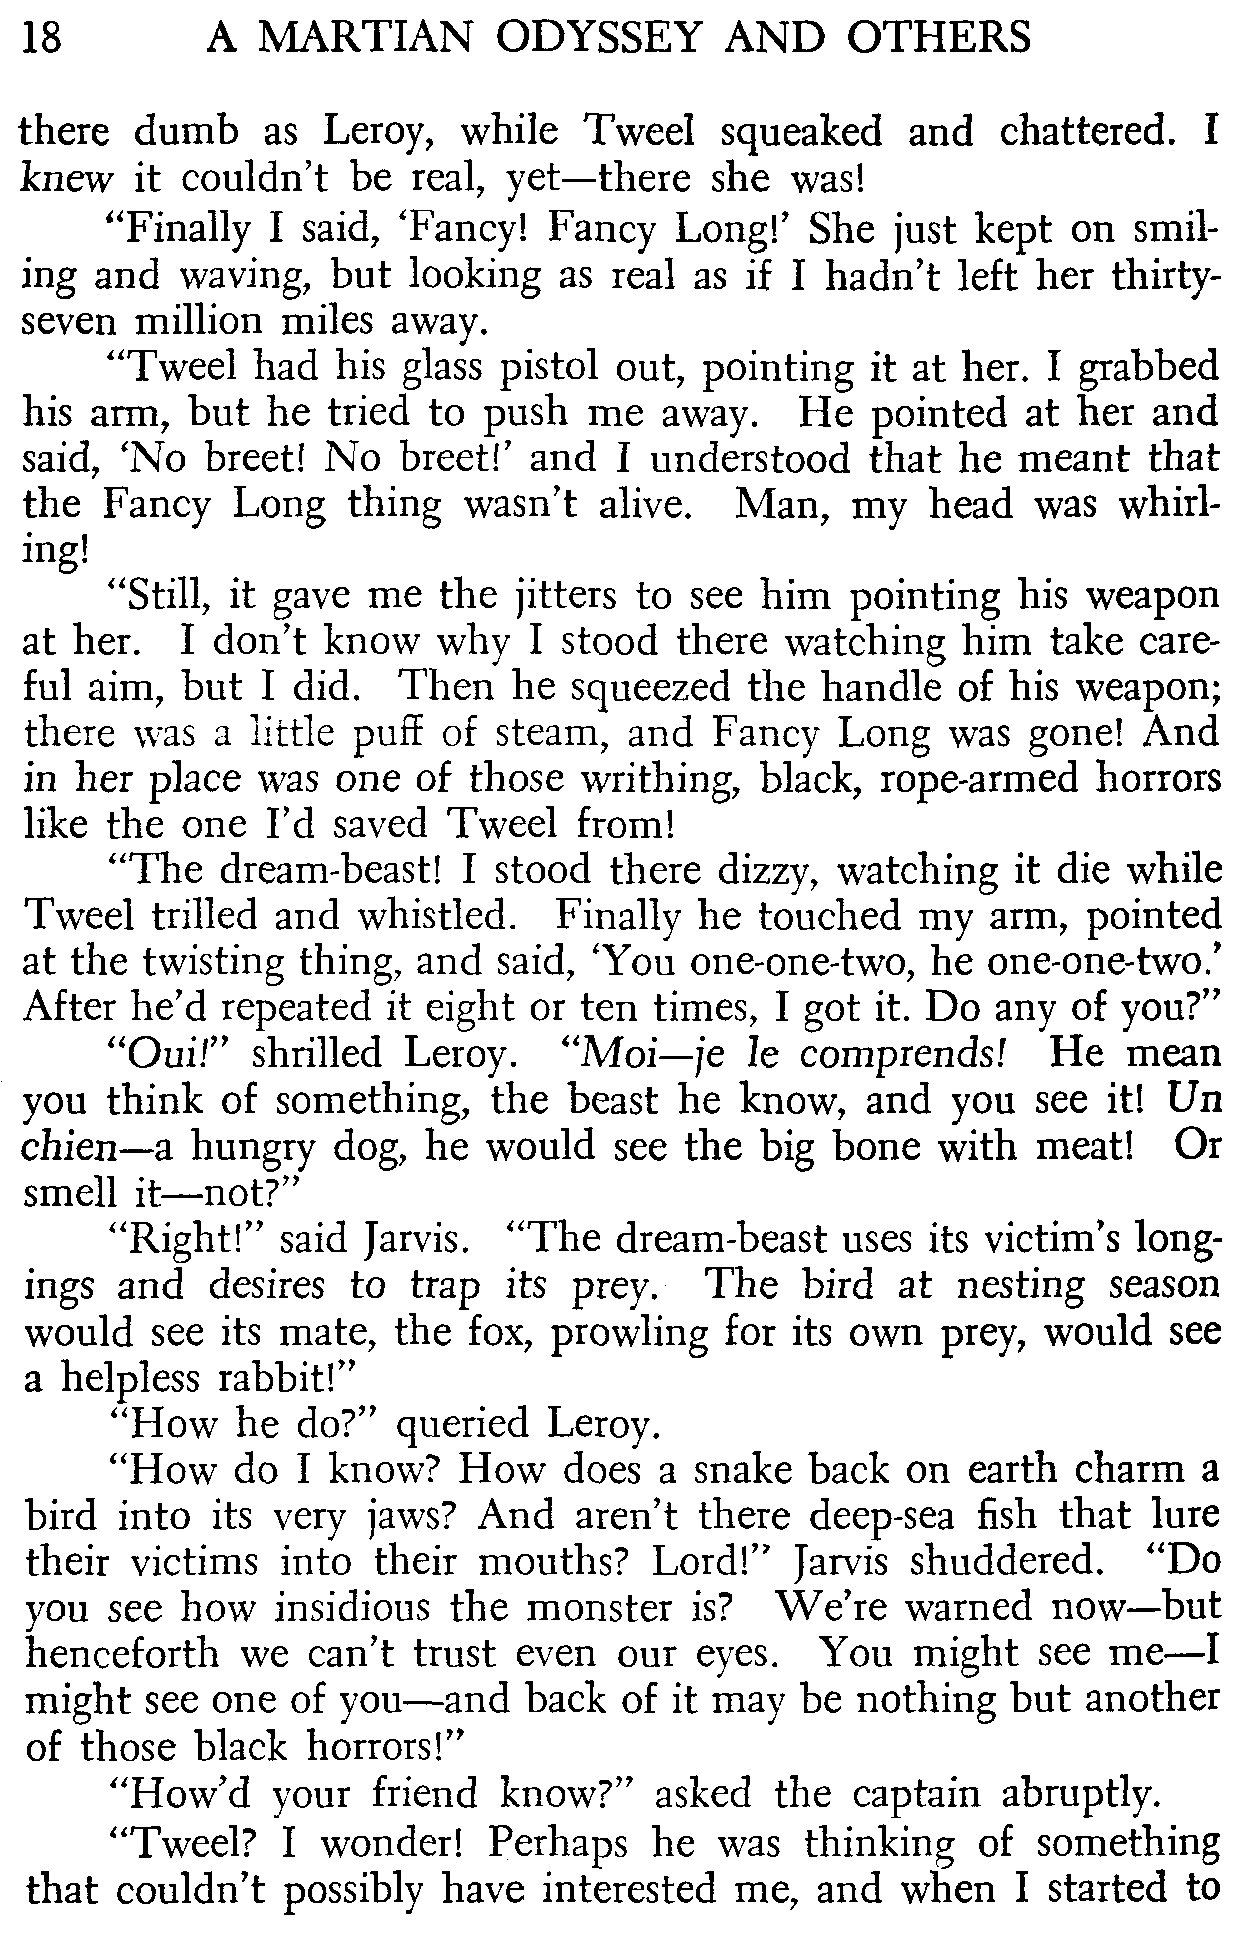 18 A MARTIAN ODYSSEY AND OTHERS
there dumb as Leroy, while Tweel squeaked and chattered. I
knew it couldn't be real, yet—there she was!
“Finally I said, ‘Fancy! Fancy Long!’ She just kept on smil-
ing and waving, but looking as real as if I hadn't left her thirty-
seven million miles away.
“Tweel had his glass pistol out, pointing it at her. I grabbed
his arm, but he tried to push me away. He pointed at her and
said, ‘No breet! No breet!’ and I understood that he meant that
the Fancy Long thing wasn't alive. Man, my head was whirl-
ing!
“Still, it gave me the jitters to see him pointing his weapon
at her. I don't know why I stood there watching him take care-
ful aim, but I did. Then he squeezed the handle of his weapon;
there was a little puff of steam, and Fancy Long was gone! And
in her place was one of those writhing, black, rope-armed horrors
like the one I'd saved Tweel from!
“The dream-beast! I stood there dizzy, watching it die while
Tweel trilled and whistled. Finally he touched my arm, pointed
at the twisting thing, and said, ‘You one-one-two, he one-one-two.’
After he'd repeated it eight or ten times, I got it. Do any of you?”
“Oui!” shrilled Leroy. “Moi—je le comprends! He mean
you think of something, the beast he know, and you see it! Un
chien—a hungry dog, he would see the big bone with meat! Or
smell it—not?”
“Right!” said Jarvis. “The dream-beast uses its victim's long-
ings and desires to trap its prey. The bird at nesting season
would see its mate, the fox, prowling for its own prey, would see
a helpless rabbit!”
“How he do?” queried Leroy.
“How do I know? How does a snake back on earth charm a
bird into its very jaws? And aren't there deep-sea fish that lure
their victims into their mouths? Lord!” Jarvis shuddered. “Do
you see how insidious the monster is? We're warned now—but
henceforth we can't trust even our eyes. You might see me—I
might see one of you—and back of it may be nothing but another
of those black horrors!”
“How'd your friend know?” asked the captain abruptly.
“Tweel? I wonder! Perhaps he was thinking of something
that couldn't possibly have interested me, and when I started to